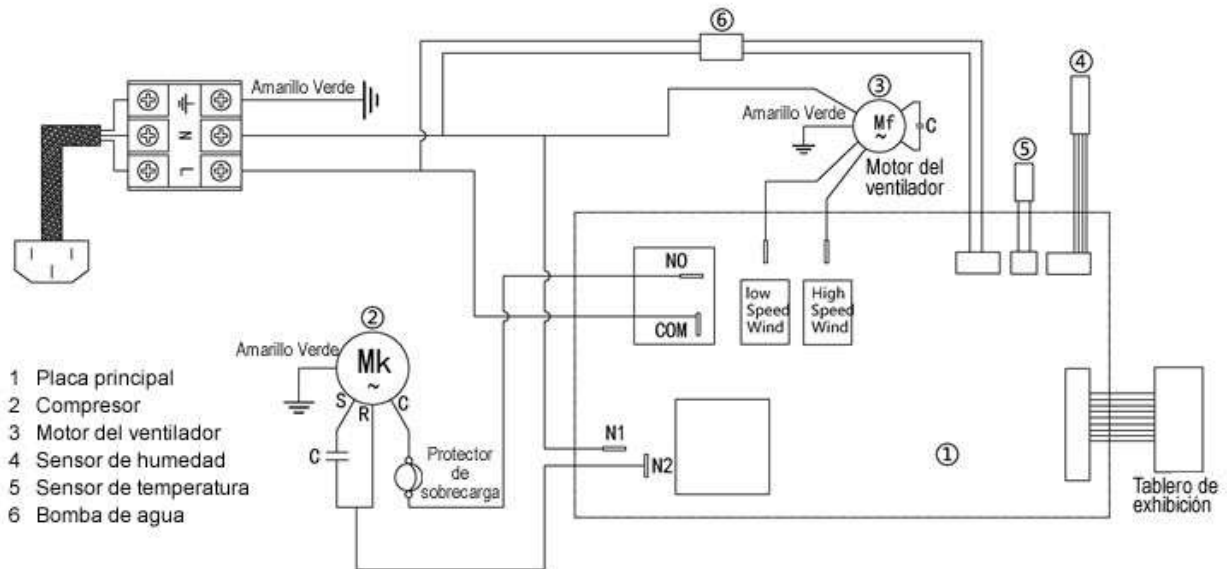 ⑥
④
Amarillo Verde
③
Amarillo Verde
Mf
~
C
⑤
N
L
Motor del
ventilador
NO
COM
low
Speed
Wind
High
Speed
Wind
②
Amarillo Verde
Mk
~
S
R
C
C
Protector
de
sobrecarga
N1
N2
①
Tablero de
exhibición
1 Placa principal
2 Compresor
3 Motor del ventilador
4 Sensor de humedad
5 Sensor de temperatura
6 Bomba de agua